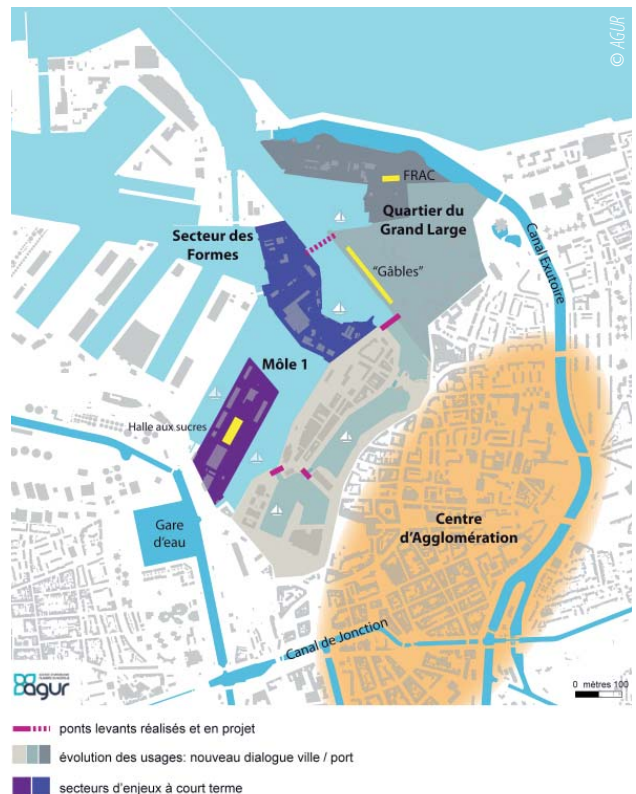 © AGUR
FRAC
Quartier du
Grand Large
Secteur des
Formes
"Gâbles"
Canal Exutoire
Môle 1
Halle aux sucres
Gare
d'eau
Centre
d'Agglomération
Canal de Jonction
agur
0 mètres 100
ponts levants réalisés et en projet
évolution des usages: nouveau dialogue ville / port
secteurs d'enjeux à court terme